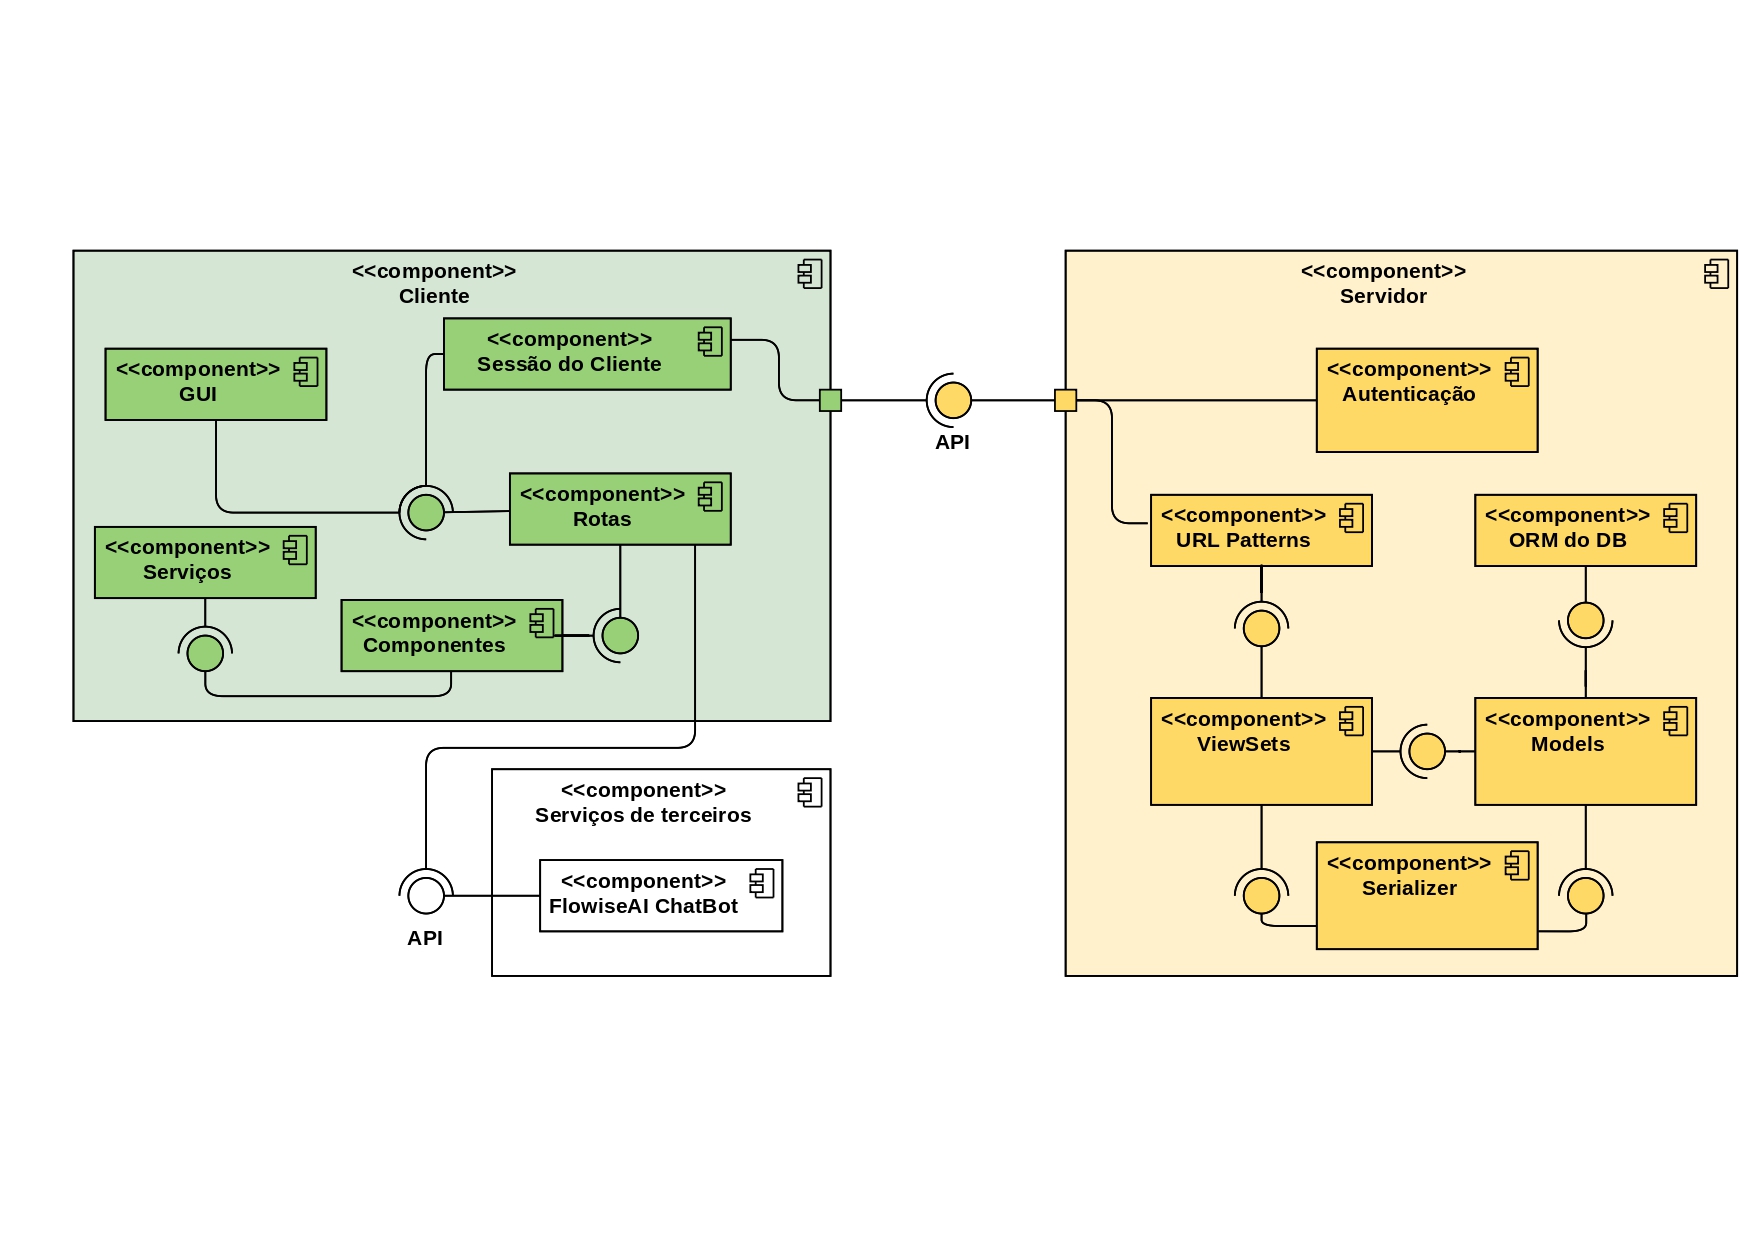 <<component>>
Cliente
<<component>>
Sessão do Cliente
<<component>>
GUI
<<component>>
Rotas
<<component>>
Serviços
<<component>>
Componentes
API
<<component>>
Serviços de terceiros
<<component>>
FlowiseAI ChatBot
API
<<component>>
Servidor
<<component>>
Autenticação
<<component>>
URL Patterns
<<component>>
ORM do DB
<<component>>
ViewSets
<<component>>
Models
<<component>>
Serializer